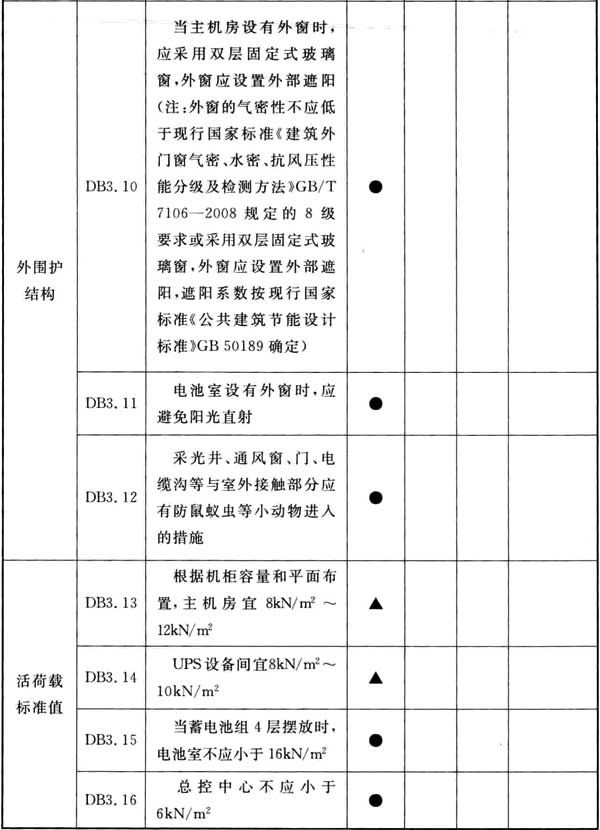 外围护
结构
DB3.10
当主机房设有外窗时,
应采用双层固定式玻璃
窗,外窗应设置外部遮阳
(注:外窗的气密性不应低
于现行国家标准《建筑外
门窗气密、水密、抗风压性
能分级及检测方法》GB/T
7106—2008 规定的 8 级
要求或采用双层固定式玻
璃窗,外窗应设置外部遮
阳,遮阳系数按现行国家
标准《公共建筑节能设计
标准》GB 50189 确定)
●
DB3.11
电池室设有外窗时,应
避免阳光直射
●
DB3.12
采光井、通风窗、门、电
缆沟等与室外接触部分应
有防鼠蚁虫等小动物进入
的措施
●
活荷载
标准值
DB3.13
根据机柜容量和平面布
置,主机房宜 8kN/m²～
12kN/m²
▲
DB3.14
UPS 设备间宜8kN/m²～
10kN/m²
▲
DB3.15
当蓄电池组 4 层摆放时,
电池室不应小于 16kN/m²
●
DB3.16
总控中心不应小于
6kN/m²
●